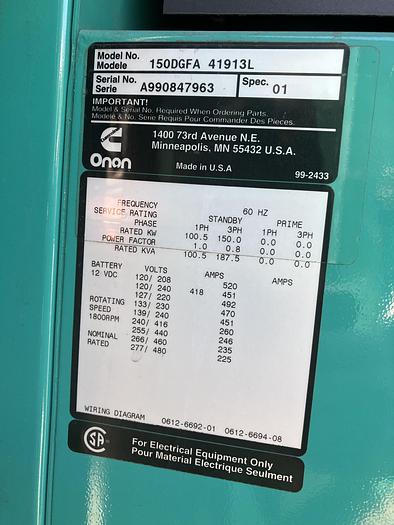 Model No.
Modele 150DGFA 41913L
Serial No.
Serie A990847963 Spec. 01
IMPORTANT!
Model & Serial No. Required When Ordering Parts.
Modele & No. Serie Requis Pour Commander Des Pieces.
1400 73rd Avenue N.E.
Minneapolis, MN 55432 U.S.A.
Onan Made in U.S.A 99-2433
FREQUENCY 60 HZ
SERVICE RATING STANDBY PRIME
PHASE 1PH 3PH 1PH 3PH
RATED KW 100.5 150.0 0.0 0.0
POWER FACTOR 1.0 0.8 0.0 0.0
RATED KVA 100.5 187.5 0.0 0.0
BATTERY VOLTS AMPS AMPS
12 VDC 120/ 208 520
120/ 240 418 451
127/ 220 492
ROTATING 133/ 230 470
SPEED 139/ 240 451
1800RPM 240/ 416 260
255/ 440 246
NOMINAL 266/ 460 235
RATED 277/ 480 225
WIRING DIAGRAM 0612-6692-01 0612-6694-08
CSA
For Electrical Equipment Only
Pour Material Electrique Seulment